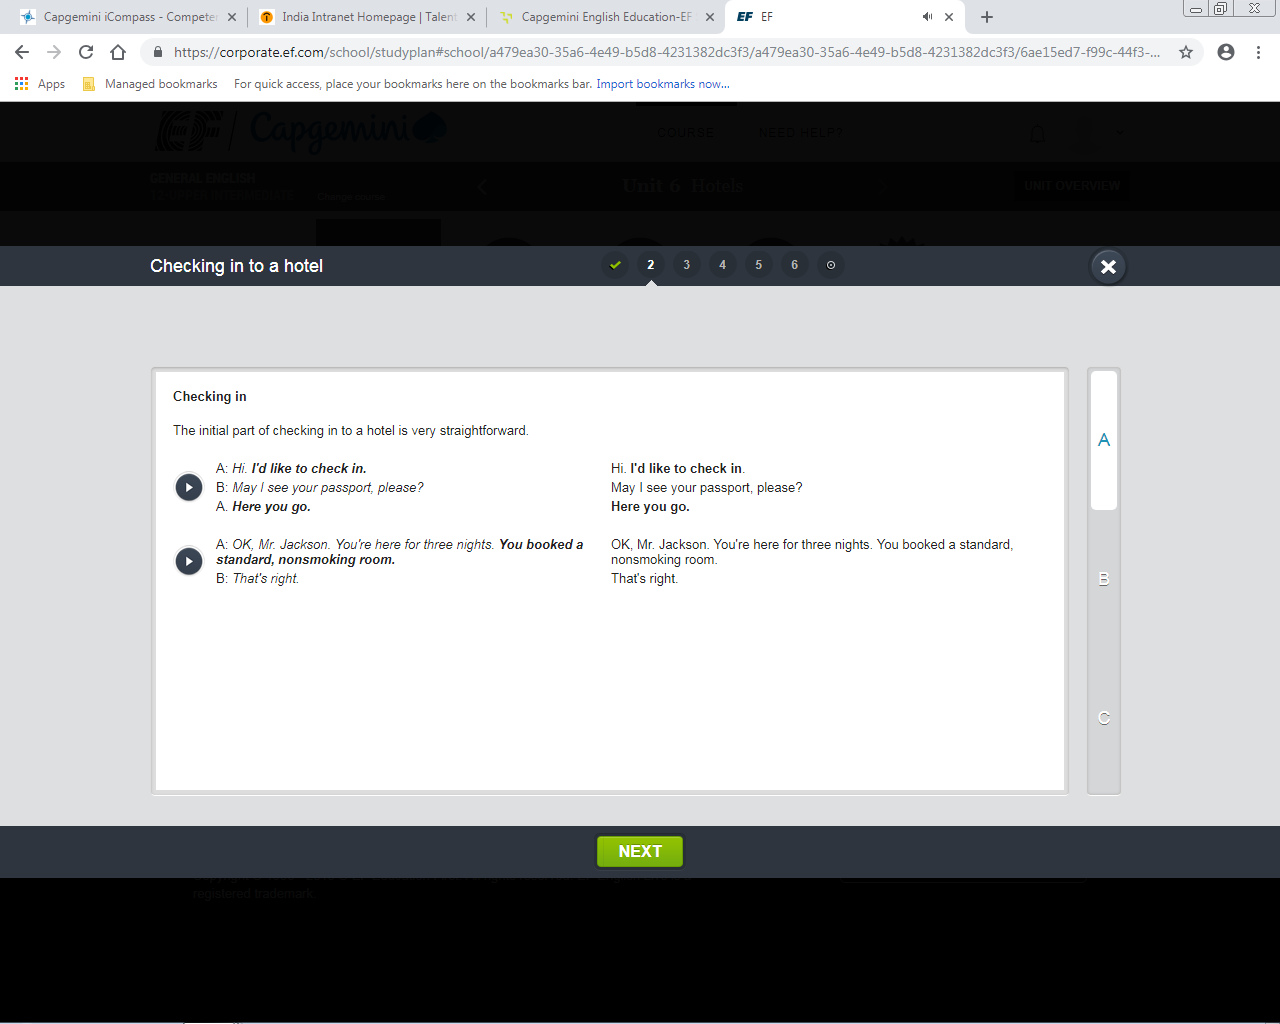 Capgemini iCompass - Competen
India Intranet Homepage | Talent
Capgemini English Education-EF
EF EF
https://corporate.ef.com/school/studyplan#school/a479ea30-35a6-4e49-b5d8-4231382dc3f3/a479ea30-35a6-4e49-b5d8-4231382dc3f3/6ae15ed7-f99c-44f3-...
Apps Managed bookmarks For quick access, place your bookmarks here on the bookmarks bar. Import bookmarks now...
EF Capgemini COURSE NEED HELP?
GENERAL ENGLISH
Unit 6 Hotels UNIT OVERVIEW
Checking in to a hotel 2 3 4 5 6
Checking in
The initial part of checking in to a hotel is very straightforward.
A: Hi. I'd like to check in. Hi. I'd like to check in.
B: May I see your passport, please? May I see your passport, please?
A. Here you go. Here you go.
A: OK, Mr. Jackson. You're here for three nights. You booked a OK, Mr. Jackson. You're here for three nights. You booked a standard,
standard, nonsmoking room. nonsmoking room.
B: That's right. That's right.
A
B
C
NEXT
registered trademark